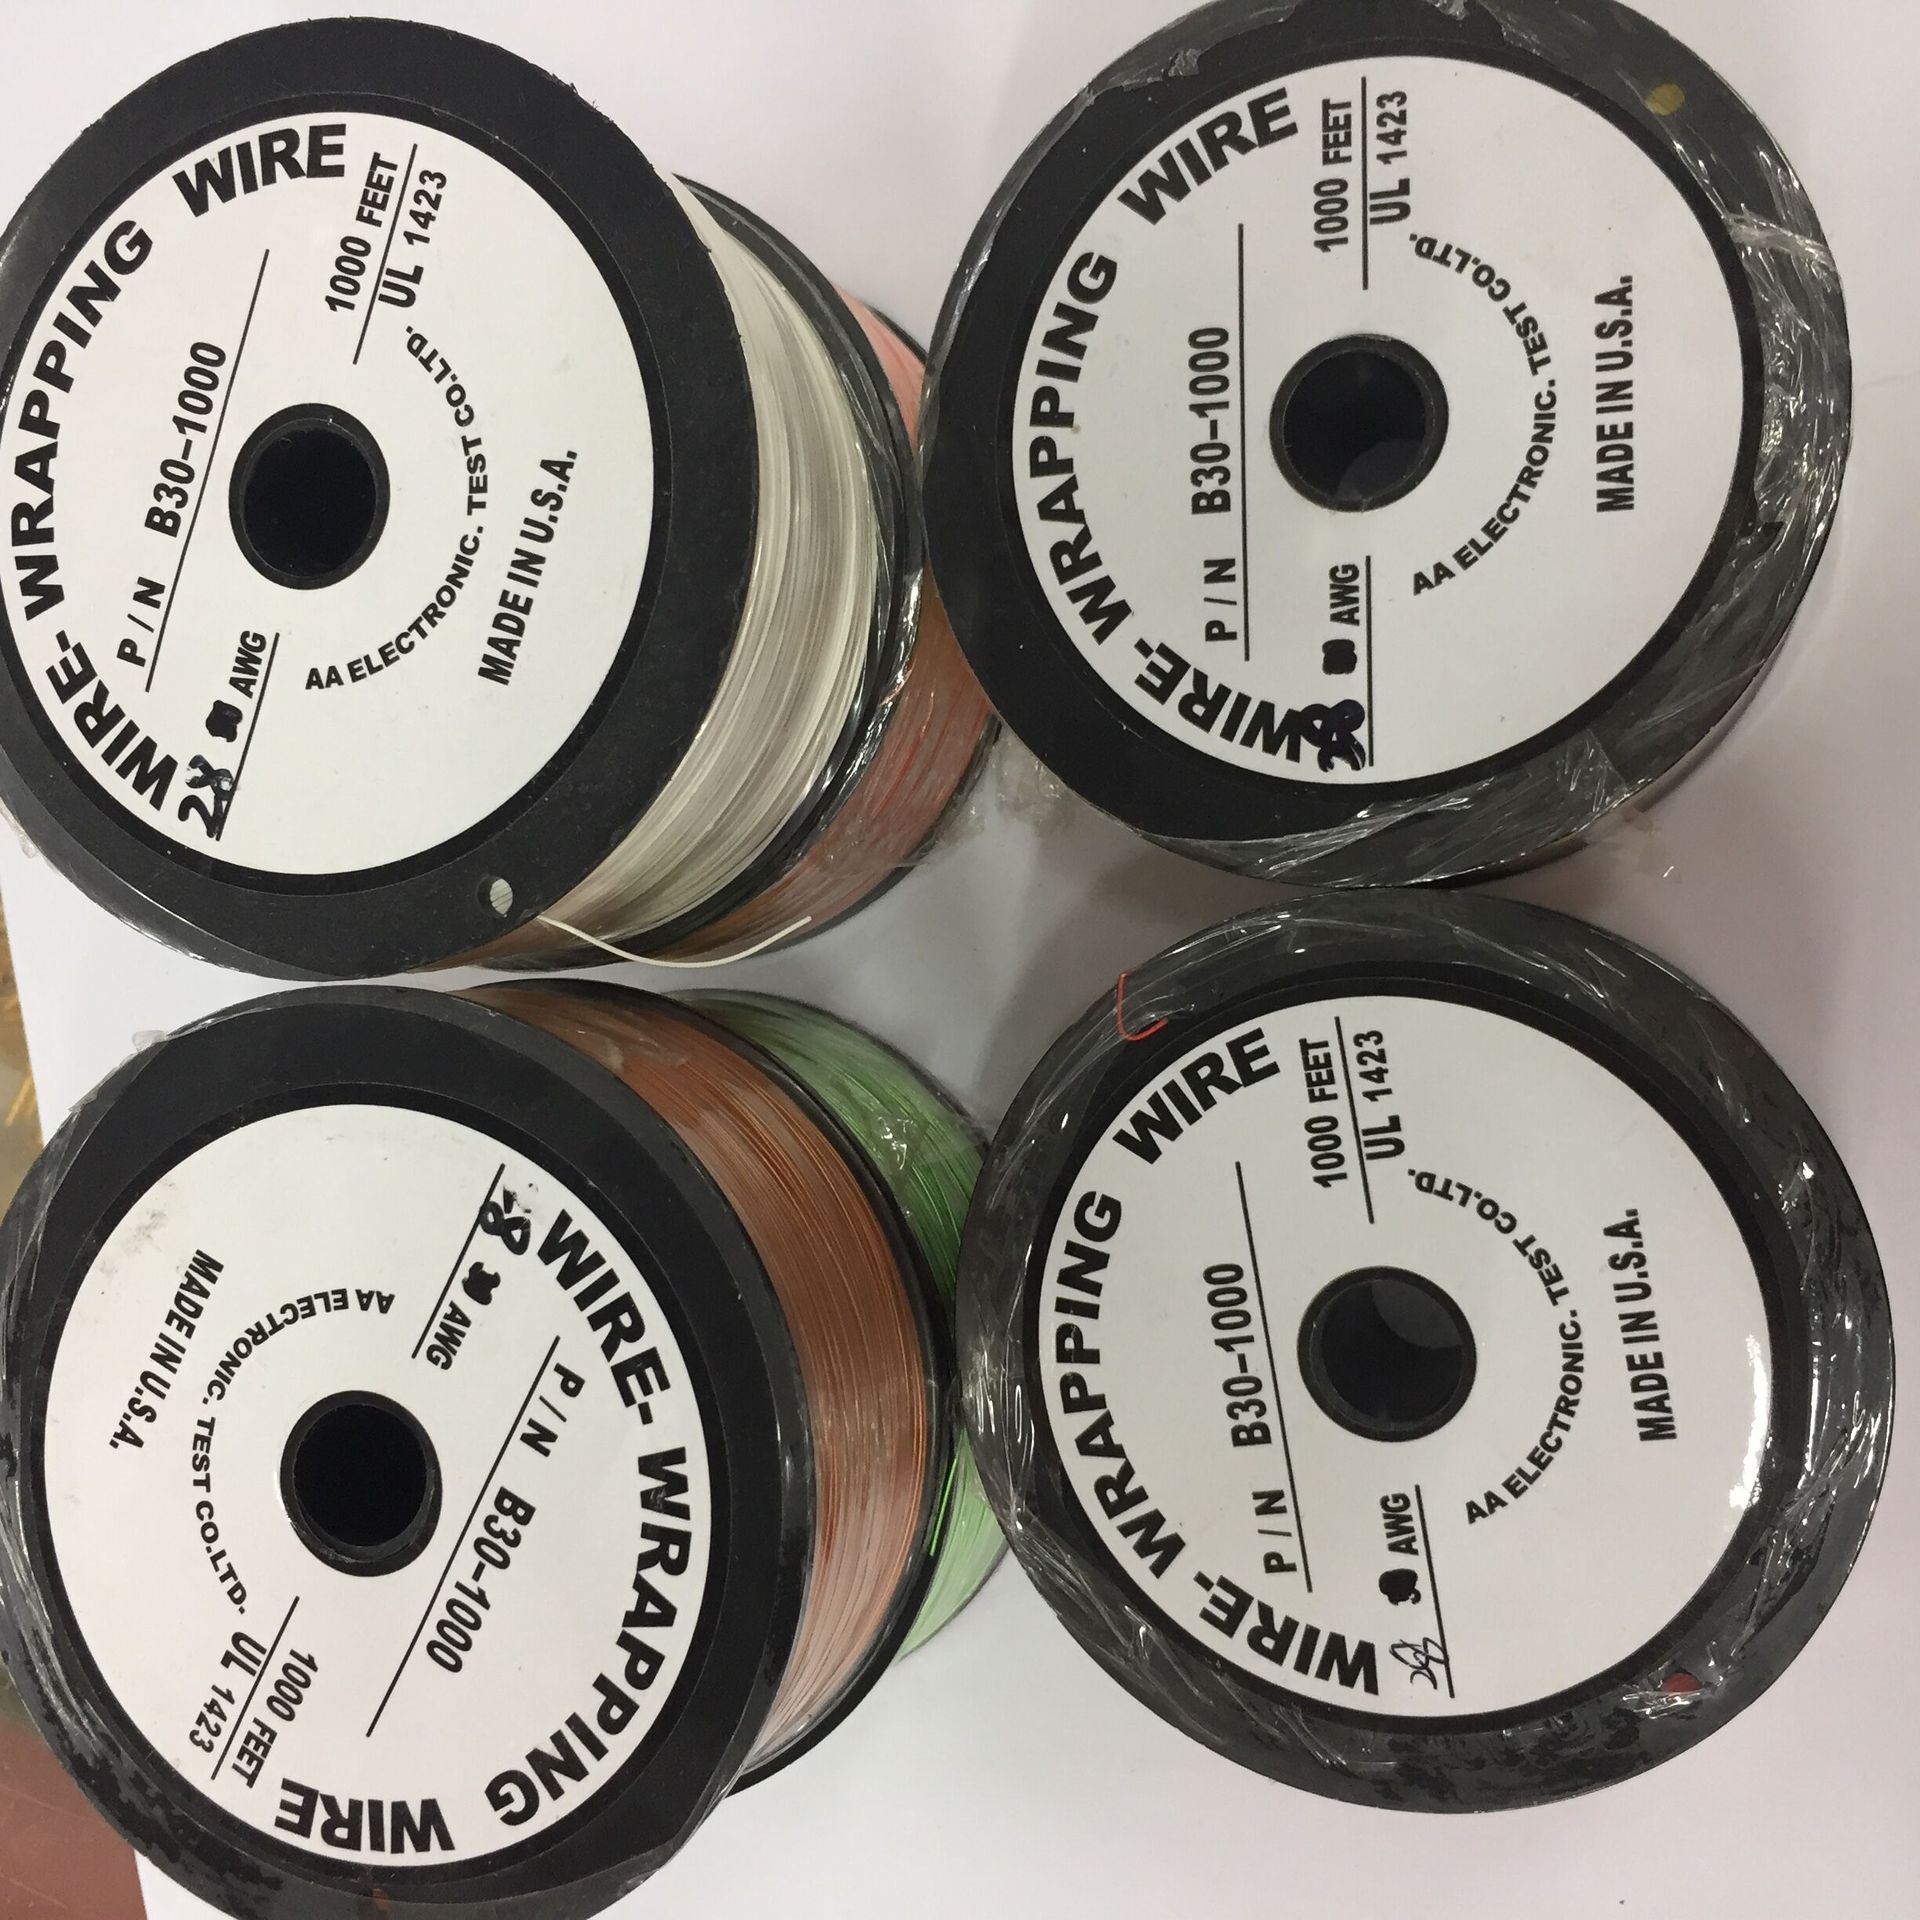 WIRE- WRAPPING WIRE
P / N B30-1000
28 AWG
1000 FEET
UL 1423
AA ELECTRONIC. TEST CO.LTD.
MADE IN U.S.A.
WIRE- WRAPPING WIRE
P / N B30-1000
28 AWG
1000 FEET
UL 1423
AA ELECTRONIC. TEST CO.LTD.
MADE IN U.S.A.
WIRE- WRAPPING WIRE
P / N B30-1000
28 AWG
1000 FEET
UL 1423
AA ELECTRONIC. TEST CO.LTD.
MADE IN U.S.A.
WIRE- WRAPPING WIRE
P / N B30-1000
AWG
1000 FEET
UL 1423
AA ELECTRONIC. TEST CO.LTD.
MADE IN U.S.A.